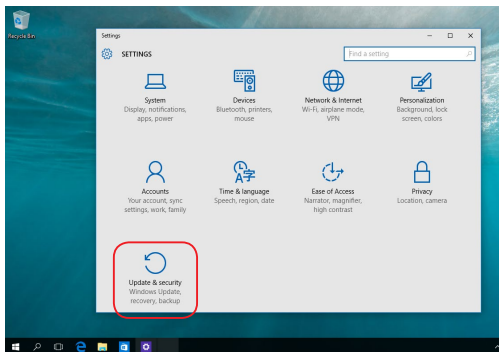 Recycle Bin
Settings
SETTINGS
Find a setting
System
Display, notifications,
apps, power
Devices
Bluetooth, printers,
mouse
Network & Internet
Wi-Fi, airplane mode,
VPN
Personalization
Background, lock
screen, colors
Accounts
Your account, sync
settings, work, family
Time & language
Speech, region, date
Ease of Access
Narrator, magnifier,
high contrast
Privacy
Location, camera
Update & security
Windows Update,
recovery, backup